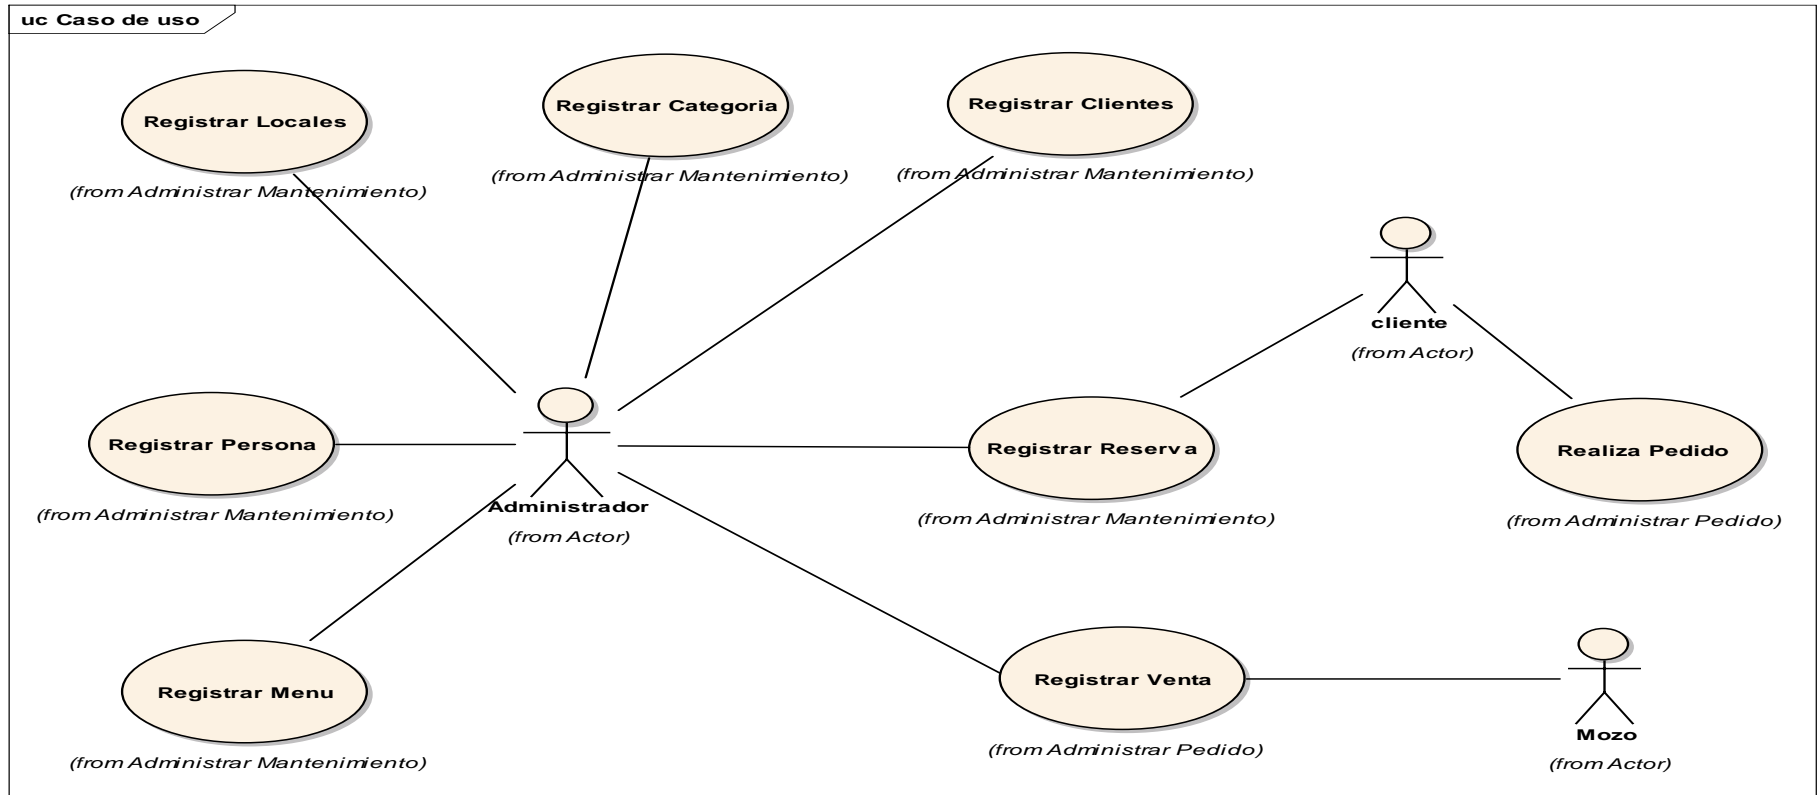 uc Caso de uso
Registrar Locales
(from Administrar Mantenimiento)
Registrar Categoria
(from Administrar Mantenimiento)
Registrar Clientes
(from Administrar Mantenimiento)
cliente
(from Actor)
Registrar Persona
(from Administrar Mantenimiento)
Administrador
(from Actor)
Registrar Reserva
(from Administrar Mantenimiento)
Realiza Pedido
(from Administrar Pedido)
Registrar Menu
(from Administrar Mantenimiento)
Registrar Venta
(from Administrar Pedido)
Mozo
(from Actor)